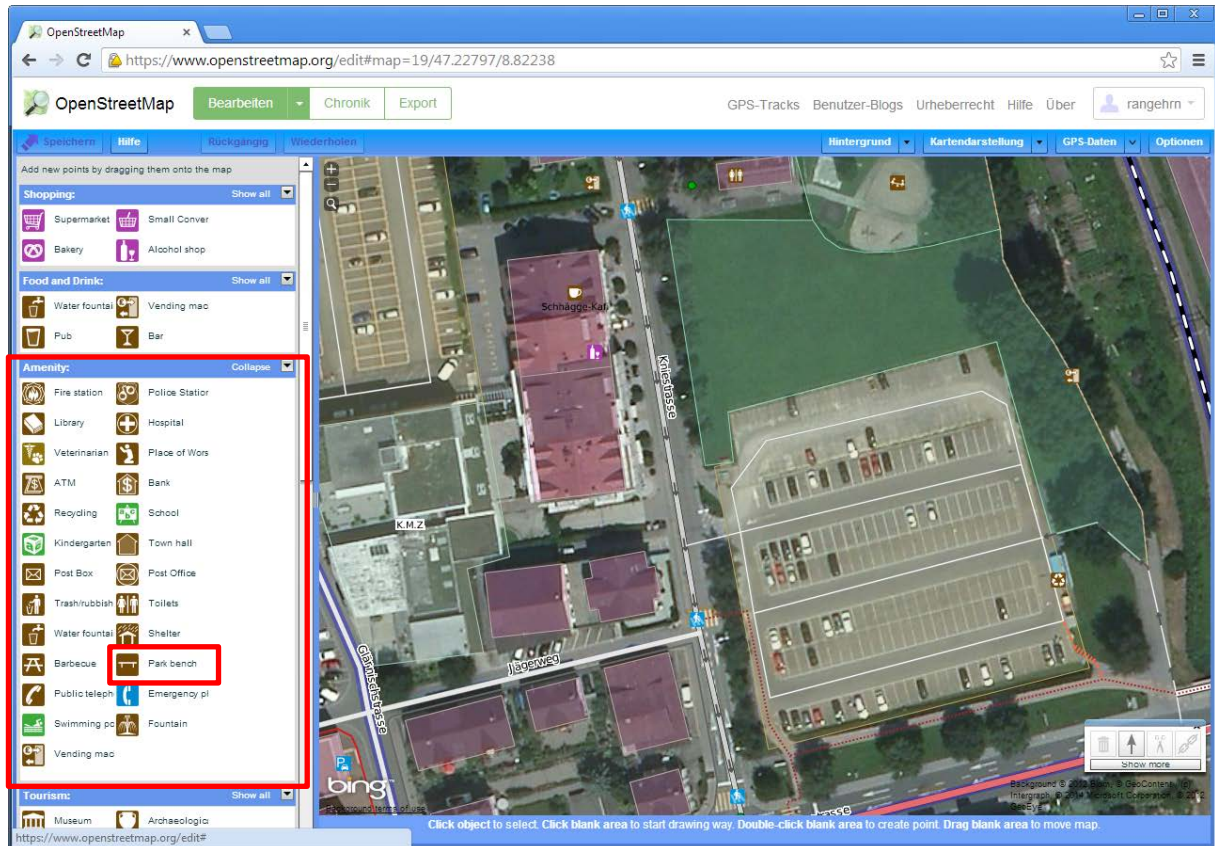 OpenStreetMap
https://www.openstreetmap.org/edit#map=19/47.22797/8.82238
OpenStreetMap Bearbeiten Chronik Export GPS-Tracks Benutzer-Blogs Urheberrecht Hilfe Über rangehrn
Speichern Hilfe Rückgängig Wiederholen Hintergrund Kartendarstellung GPS-Daten Optionen
Add new points by dragging them onto the map
Shopping: Show all
Supermarket Small Conver
Bakery Alcohol shop
Food and Drink: Show all
Water fountai Vending mac
Pub Bar
Amenity: Collapse
Fire station Police Station
Library Hospital
Veterinarian Place of Wors
ATM Bank
Recycling School
Kindergarten Town hall
Post Box Post Office
Trash/rubbish Toilets
Water fountai Shelter
Barbecue Park bench
Public teleph Emergency pl
Swimming po Fountain
Vending mac
Tourism: Show all
Museum Archaeologic
https://www.openstreetmap.org/edit#
Kniestrasse
K.M.Z
Jägerweg
Glärnischstrasse
Show more
bing
Background terms of use
Click object to select. Click blank area to start drawing way. Double-click blank area to create point. Drag blank area to move map.